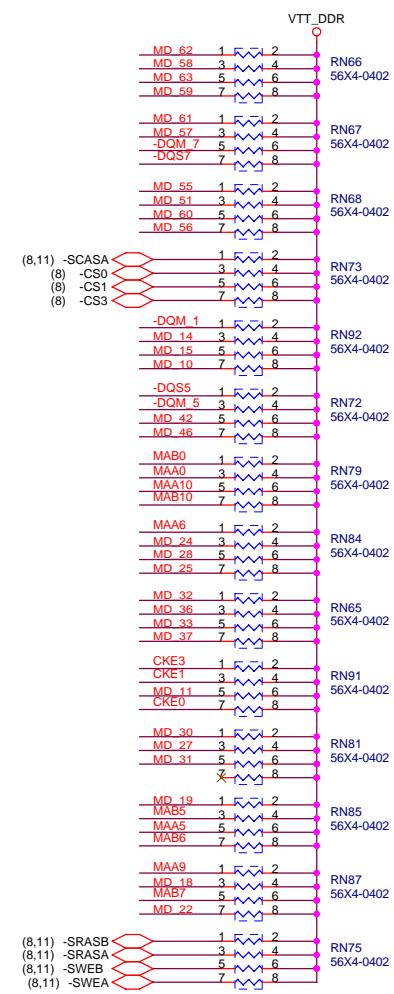 VTT_DDR
MD_62 1 2
MD_58 3 4 RN66
MD_63 5 6 56X4-0402
MD_59 7 8
MD_61 1 2
MD_57 3 4 RN67
-DQM_7 5 6 56X4-0402
-DQS7 7 8
MD_55 1 2
MD_51 3 4 RN68
MD_60 5 6 56X4-0402
MD_56 7 8
(8,11) -SCASA 1 2
(8) -CS0 3 4 RN73
(8) -CS1 5 6 56X4-0402
(8) -CS3 7 8
-DQM_1 1 2
MD_14 3 4 RN92
MD_15 5 6 56X4-0402
MD_10 7 8
-DQS5 1 2
-DQM_5 3 4 RN72
MD_42 5 6 56X4-0402
MD_46 7 8
MAB0 1 2
MAA0 3 4 RN79
MAA10 5 6 56X4-0402
MAB10 7 8
MAA6 1 2
MD_24 3 4 RN84
MD_28 5 6 56X4-0402
MD_25 7 8
MD_32 1 2
MD_36 3 4 RN65
MD_33 5 6 56X4-0402
MD_37 7 8
CKE3 1 2
CKE1 3 4 RN91
MD_11 5 6 56X4-0402
CKE0 7 8
MD_30 1 2
MD_27 3 4 RN81
MD_31 5 6 56X4-0402
7 8
MD_19 1 2
MAB5 3 4 RN85
MAA5 5 6 56X4-0402
MAB6 7 8
MAA9 1 2
MD_18 3 4 RN87
MAB7 5 6 56X4-0402
MD_22 7 8
(8,11) -SRASB 1 2
(8,11) -SRASA 3 4 RN75
(8,11) -SWEB 5 6 56X4-0402
(8,11) -SWEA 7 8